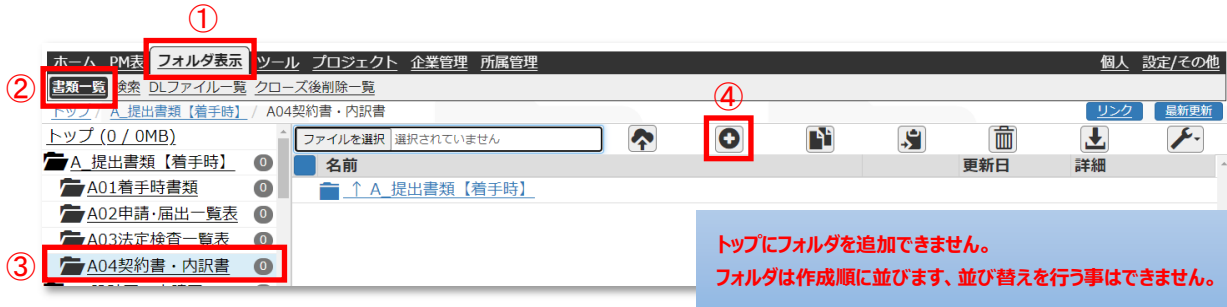 ①
ホーム PM表 フォルダ表示 ツール プロジェクト 企業管理 所属管理 個人 設定/その他
② 書類一覧 検索 DLファイル一覧 クローズ後削除一覧
④
トップ / A_提出書類【着手時】 / A04契約書・内訳書 リンク 最新更新
トップ (0 / 0MB) ファイルを選択 選択されていません
A_提出書類【着手時】 0 名前 更新日 詳細
A01着手時書類 0 ↑ A_提出書類【着手時】
A02申請・届出一覧表 0
A03法定検査一覧表 0
③ A04契約書・内訳書 0
トップにフォルダを追加できません。
フォルダは作成順に並びます、並び替えを行う事はできません。